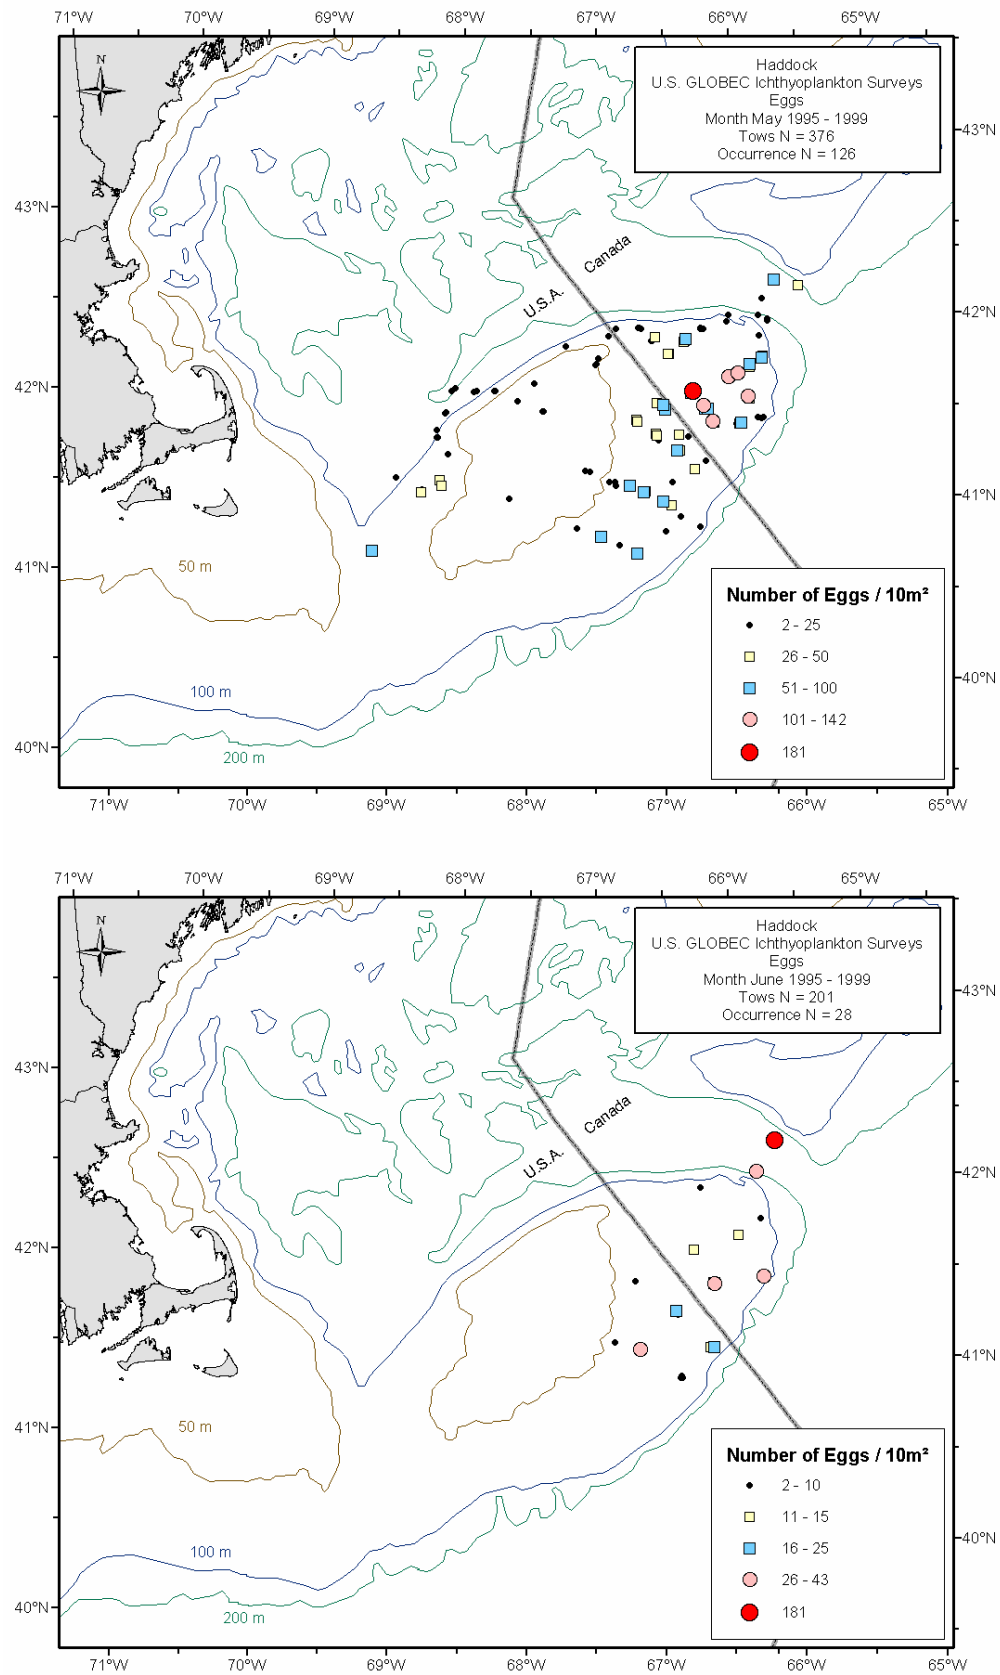 71°W 70°W 69°W 68°W 67°W 66°W 65°W
N
Haddock
U.S. GLOBEC Ichthyoplankton Surveys
Eggs
Month May 1995 - 1999
Tows N = 376
Occurrence N = 126
43°N
43°N
Canada
U.S.A.
42°N
42°N
41°N
41°N
50 m
Number of Eggs / 10m²
2 - 25
26 - 50
51 - 100
101 - 142
181
40°N
100 m
40°N
200 m
71°W 70°W 69°W 68°W 67°W 66°W 65°W
71°W 70°W 69°W 68°W 67°W 66°W 65°W
N
Haddock
U.S. GLOBEC Ichthyoplankton Surveys
Eggs
Month June 1995 - 1999
Tows N = 201
Occurrence N = 28
43°N
43°N
Canada
U.S.A.
42°N
42°N
41°N
41°N
50 m
Number of Eggs / 10m²
2 - 10
11 - 15
16 - 25
26 - 43
181
40°N
100 m
40°N
200 m
71°W 70°W 69°W 68°W 67°W 66°W 65°W